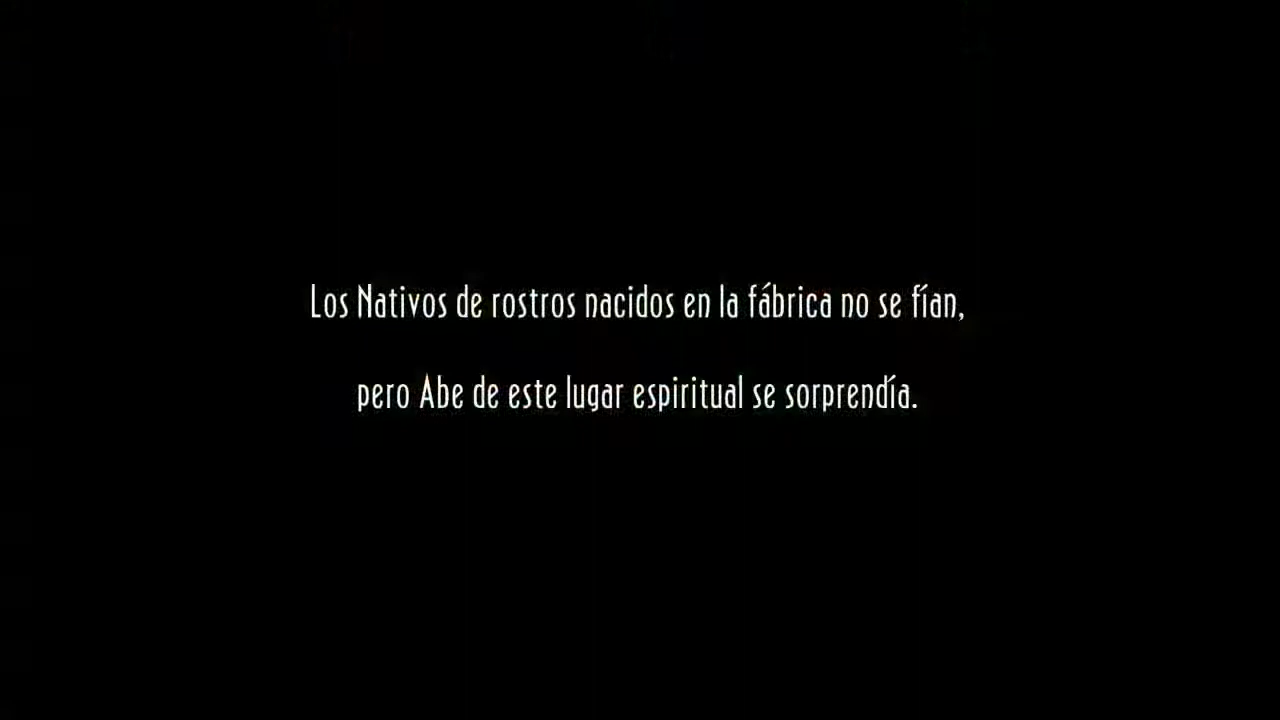 Los Nativos de rostros nacidos en la fábrica no se fían,
pero Abe de este lugar espiritual se sorprendía.